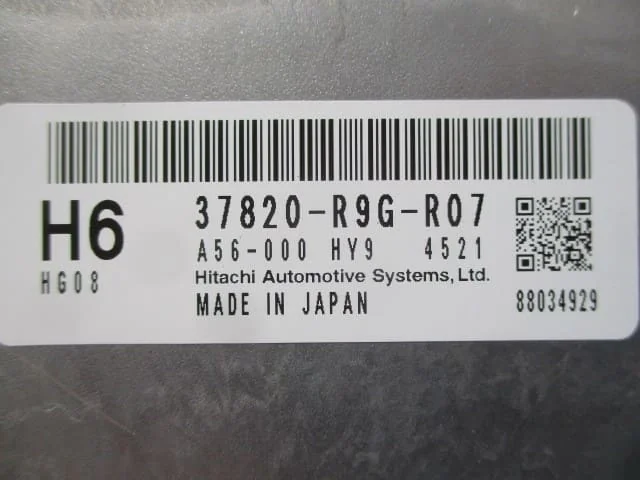 H6 37820-R9G-R07
HG08 A56-000 HY9 4521
Hitachi Automotive Systems, Ltd.
MADE IN JAPAN 88034929